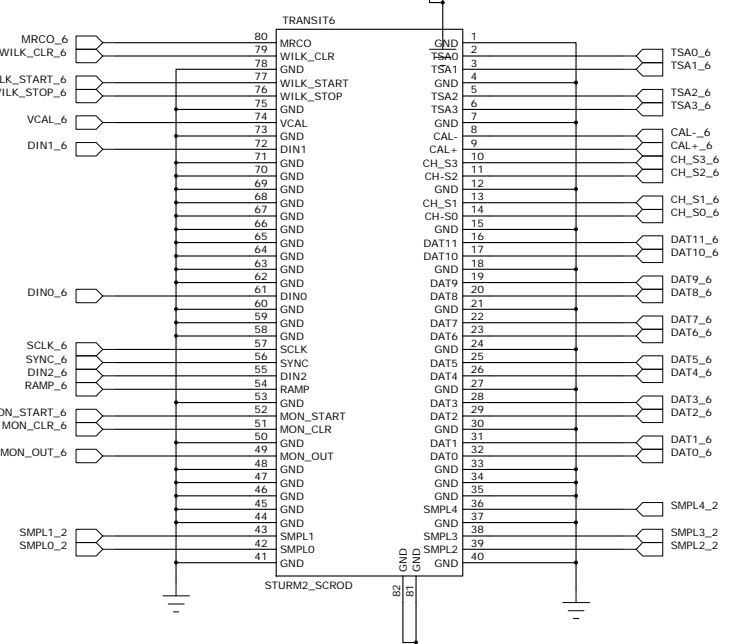 TRANSIT6
MRCO_6 80 MRCO GND 1
WILK_CLR_6 79 WILK_CLR TSA0 2 TSA0_6
78 GND TSA1 3 TSA1_6
LK_START_6 77 WILK_START GND 4
ILK_STOP_6 76 WILK_STOP TSA2 5 TSA2_6
75 GND TSA3 6 TSA3_6
VCAL_6 74 VCAL GND 7
73 GND CAL- 8 CAL-_6
DIN1_6 72 DIN1 CAL+ 9 CAL+_6
71 GND CH_S3 10 CH_S3_6
70 GND CH-S2 11 CH_S2_6
69 GND GND 12
68 GND CH_S1 13 CH_S1_6
67 GND CH-S0 14 CH_S0_6
66 GND GND 15
65 GND DAT11 16 DAT11_6
64 GND DAT10 17 DAT10_6
63 GND GND 18
62 GND DAT9 19 DAT9_6
DIN0_6 61 DIN0 DAT8 20 DAT8_6
60 GND GND 21
59 GND DAT7 22 DAT7_6
58 GND DAT6 23 DAT6_6
SCLK_6 57 SCLK GND 24
SYNC_6 56 SYNC DAT5 25 DAT5_6
DIN2_6 55 DIN2 DAT4 26 DAT4_6
RAMP_6 54 RAMP GND 27
53 GND DAT3 28 DAT3_6
ON_START_6 52 MON_START DAT2 29 DAT2_6
MON_CLR_6 51 MON_CLR GND 30
50 GND DAT1 31 DAT1_6
MON_OUT_6 49 MON_OUT DAT0 32 DAT0_6
48 GND GND 33
47 GND GND 34
46 GND GND 35
45 GND SMPL4 36 SMPL4_2
44 GND GND 37
SMPL1_2 43 SMPL1 SMPL3 38 SMPL3_2
SMPL0_2 42 SMPL0 SMPL2 39 SMPL2_2
41 GND GND 40
GND GND
82 81
STURM2_SCROD